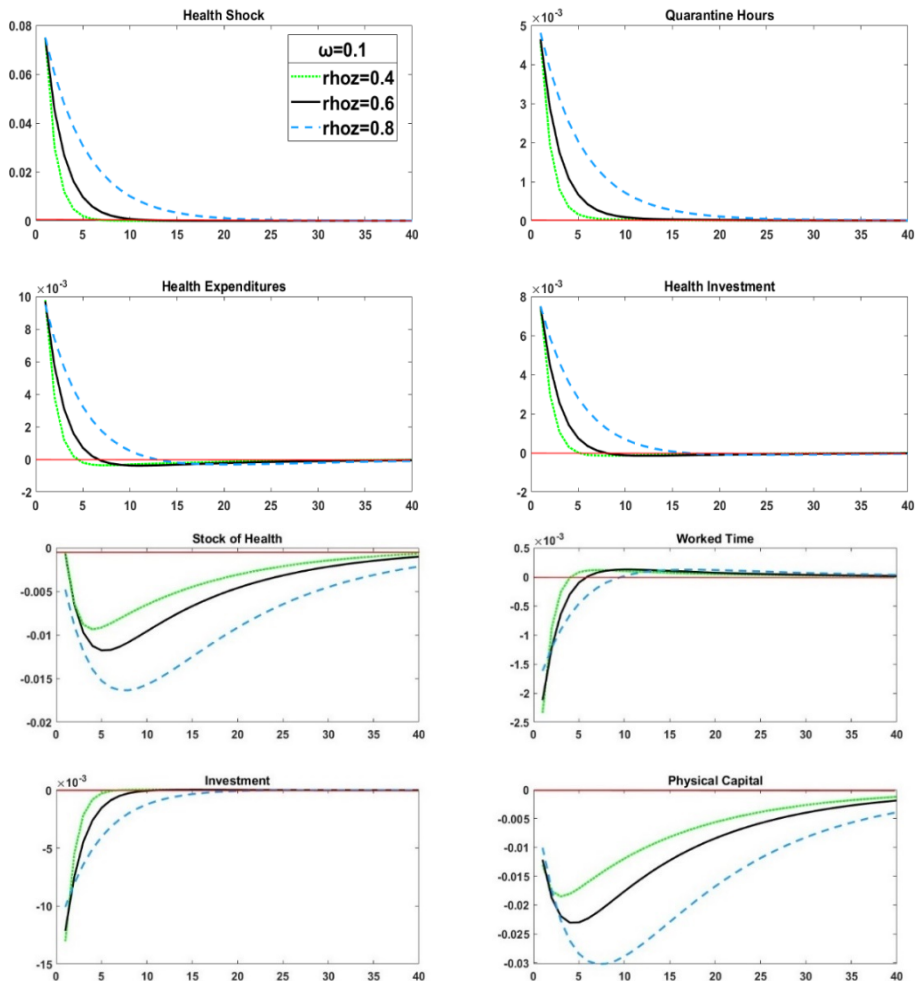 Health Shock
0.08
0.06
0.04
0.02
0
0 5 10 15 20 25 30 35 40
ω=0.1
rhoz=0.4
rhoz=0.6
rhoz=0.8
Quarantine Hours
×10-3
5
4
3
2
1
0
0 5 10 15 20 25 30 35 40
Health Expenditures
10 ×10-3
8
6
4
2
0
-2
0 5 10 15 20 25 30 35 40
Health Investment
8 ×10-3
6
4
2
0
-2
0 5 10 15 20 25 30 35 40
Stock of Health
0
-0.005
-0.01
-0.015
-0.02
0 5 10 15 20 25 30 35 40
Worked Time
×10-3
0.5
0
-0.5
-1
-1.5
-2
-2.5
0 5 10 15 20 25 30 35 40
Investment
0 ×10-3
-5
-10
-15
0 5 10 15 20 25 30 35 40
Physical Capital
0
-0.005
-0.01
-0.015
-0.02
-0.025
-0.03
0 5 10 15 20 25 30 35 40